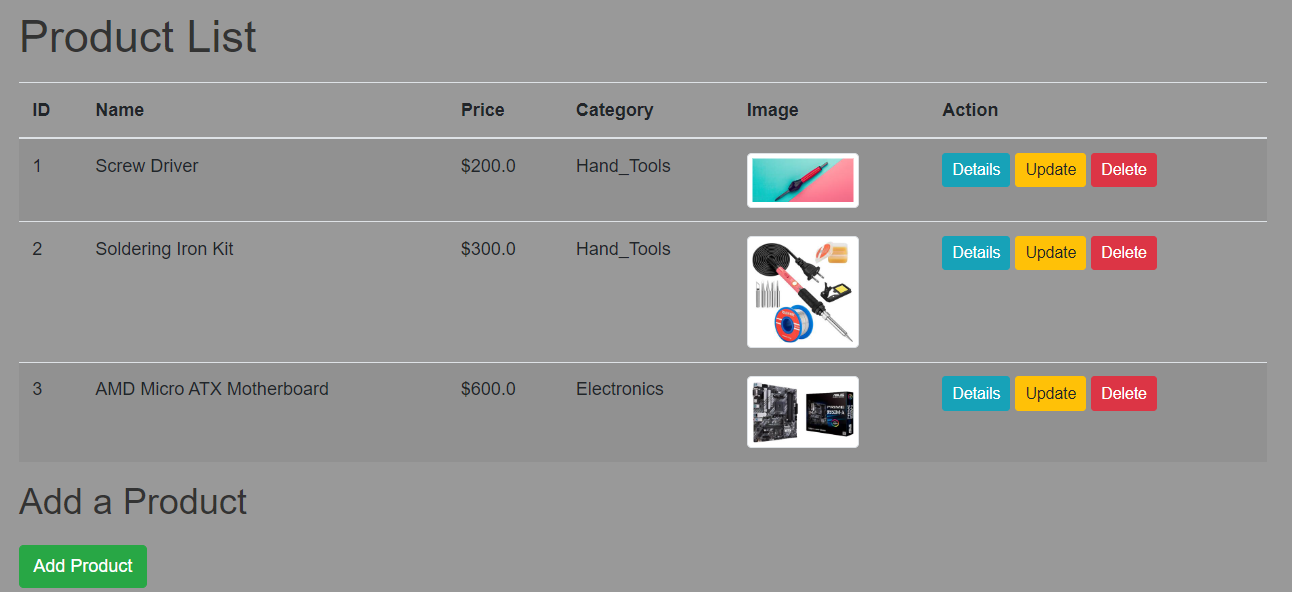 Product List
ID Name Price Category Image Action
1 Screw Driver $200.0 Hand_Tools Details Update Delete
2 Soldering Iron Kit $300.0 Hand_Tools Details Update Delete
3 AMD Micro ATX Motherboard $600.0 Electronics Details Update Delete
Add a Product
Add Product